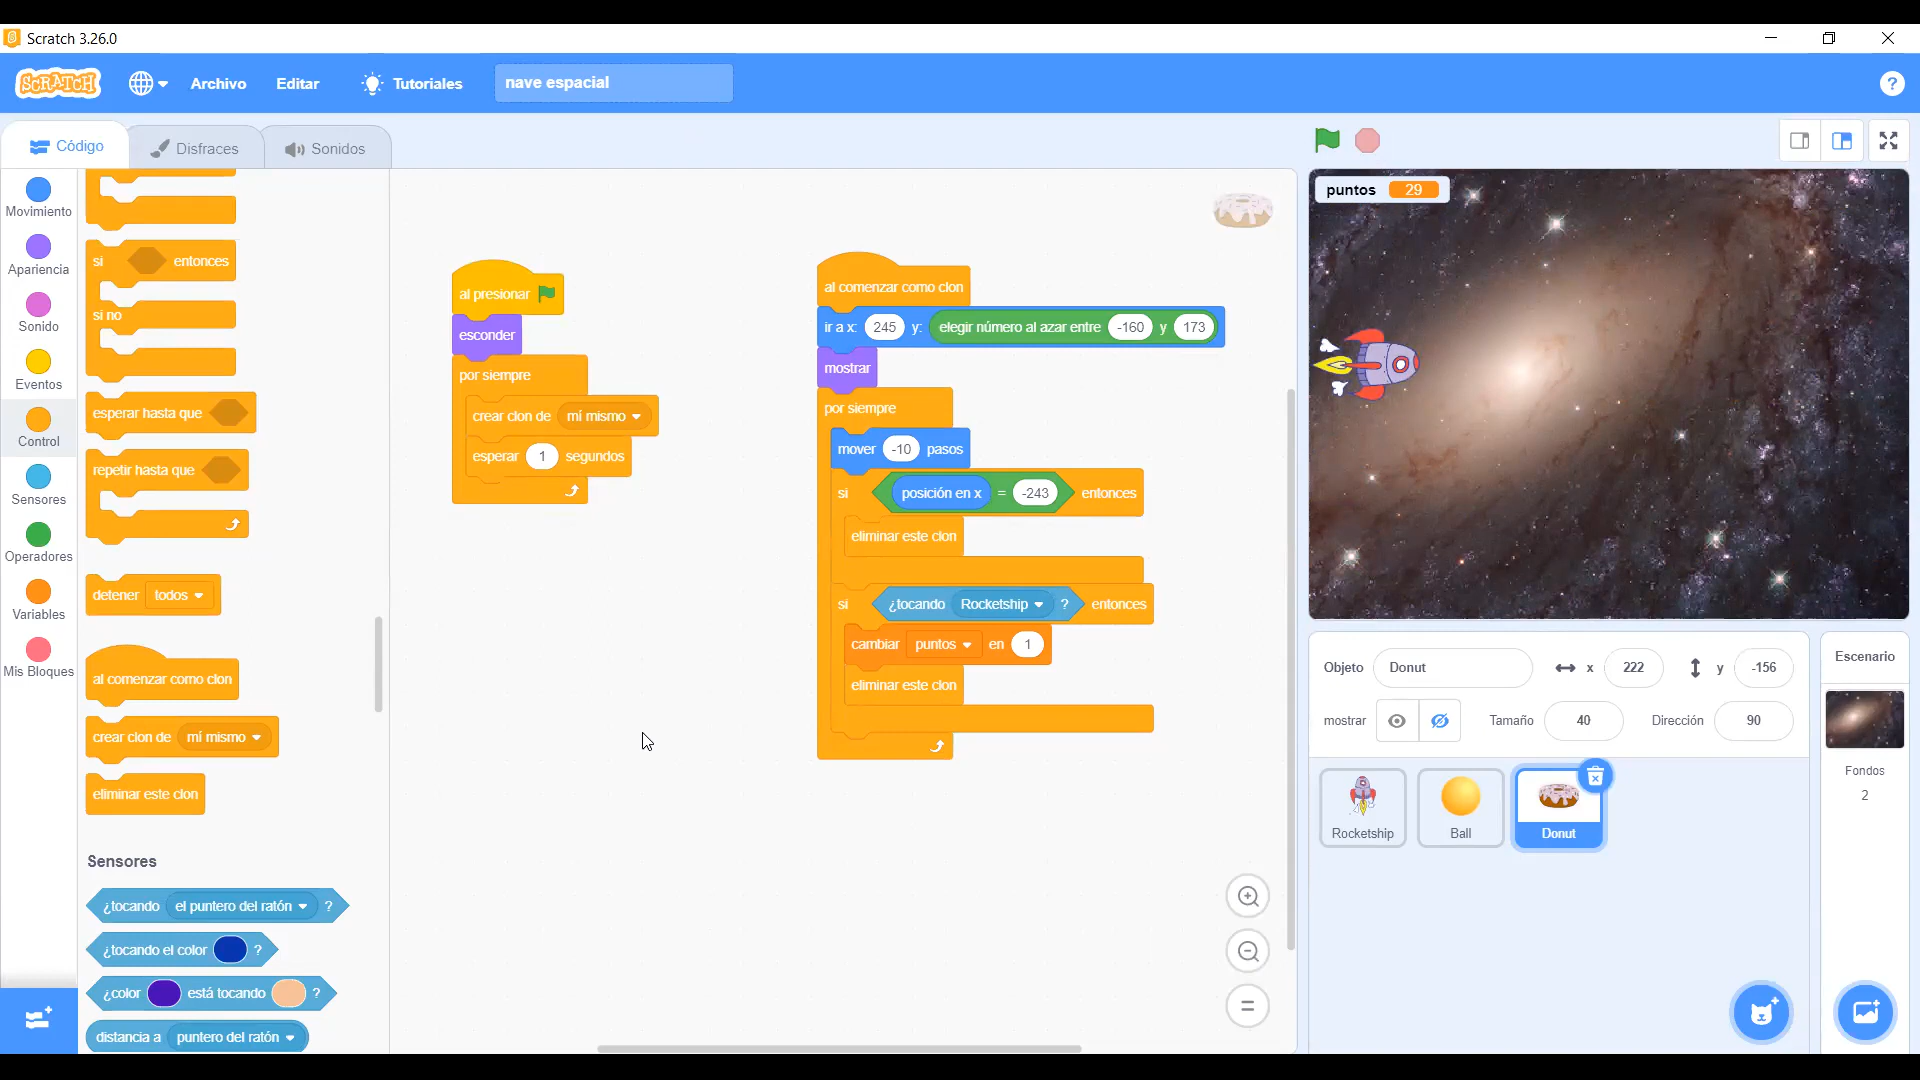 Scratch 3.26.0
SCRATCH
Archivo
Editar
Tutoriales
nave espacial
?
Código
Disfraces
Sonidos
Movimiento
Apariencia
Sonido
Eventos
Control
Sensores
Operadores
Variables
Mis Bloques
si entonces
si no
esperar hasta que
repetir hasta que
detener todos
al comenzar como clon
crear clon de mí mismo
eliminar este clon
Sensores
¿tocando el puntero del ratón ?
¿tocando el color ?
¿color está tocando ?
distancia a puntero del ratón
al presionar
esconder
por siempre
crear clon de mí mismo
esperar 1 segundos
al comenzar como clon
ir a x: 245 y: elegir número al azar entre -160 y 173
mostrar
por siempre
mover -10 pasos
si posición en x = -243 entonces
eliminar este clon
si ¿tocando Rocketship ? entonces
cambiar puntos en 1
eliminar este clon
puntos 29
Objeto Donut x 222 y -156
mostrar Tamaño 40 Dirección 90
Rocketship
Ball
Donut
Escenario
Fondos
2